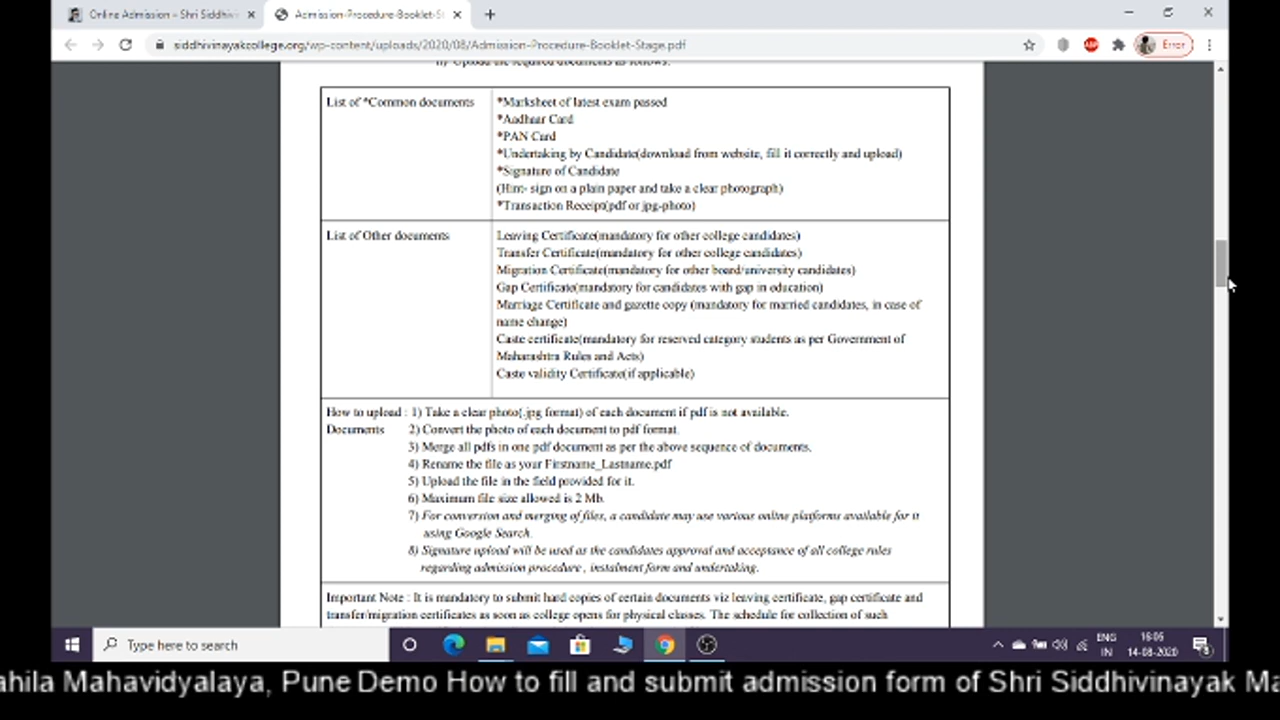 Online Admission – Shri Siddhiv
Admission-Procedure-Booklet-S
siddhivinayakcollege.org/wp-content/uploads/2020/08/Admission-Procedure-Booklet-Stage.pdf
ABP
Error
Upload the required documents as follows:
List of *Common documents
*Marksheet of latest exam passed
*Aadhaar Card
*PAN Card
*Undertaking by Candidate(download from website, fill it correctly and upload)
*Signature of Candidate
(Hint- sign on a plain paper and take a clear photograph)
*Transaction Receipt(pdf or jpg-photo)
List of Other documents
Leaving Certificate(mandatory for other college candidates)
Transfer Certificate(mandatory for other college candidates)
Migration Certificate(mandatory for other board/university candidates)
Gap Certificate(mandatory for candidates with gap in education)
Marriage Certificate and gazette copy (mandatory for married candidates, in case of
name change)
Caste certificate(mandatory for reserved category students as per Government of
Maharashtra Rules and Acts)
Caste validity Certificate(if applicable)
How to upload : 1) Take a clear photo(.jpg format) of each document if pdf is not available.
Documents 2) Convert the photo of each document to pdf format.
3) Merge all pdfs in one pdf document as per the above sequence of documents.
4) Rename the file as your Firstname_Lastname.pdf
5) Upload the file in the field provided for it.
6) Maximum file size allowed is 2 Mb.
7) For conversion and merging of files, a candidate may use various online platforms available for it
using Google Search.
8) Signature upload will be used as the candidates approval and acceptance of all college rules
regarding admission procedure , instalment form and undertaking.
Important Note : It is mandatory to submit hard copies of certain documents viz leaving certificate, gap certificate and
transfer/migration certificates as soon as college opens for physical classes. The schedule for collection of such
Type here to search
ENG
IN
16:05
14-08-2020
ahila Mahavidyalaya, Pune Demo How to fill and submit admission form of Shri Siddhivinayak Ma